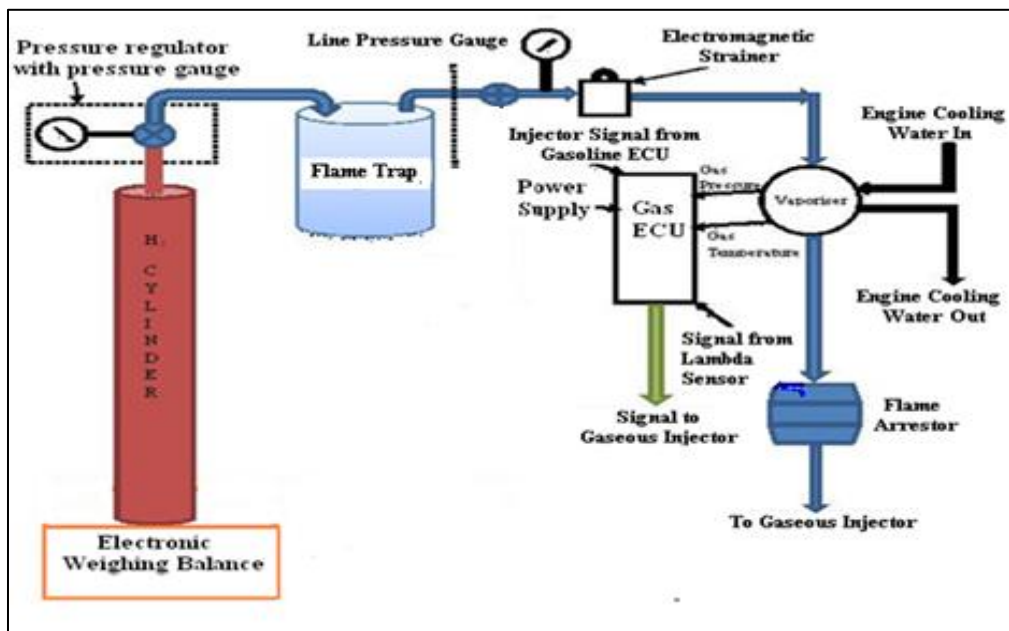 Pressure regulator
with pressure gauge
Line Pressure Gauge
Electromagnetic
Strainer
Engine Cooling
Water In
Injector Signal from
Gasoline ECU
Flame Trap
Power
Supply
Gas
ECU
Gas
Pressure
Vaporiser
Gas
Temperature
H. CYLINDER
Engine Cooling
Water Out
Signal from
Lambda
Sensor
Signal to
Gaseous Injector
Flame
Arrestor
To Gaseous Injector
Electronic
Weighing Balance